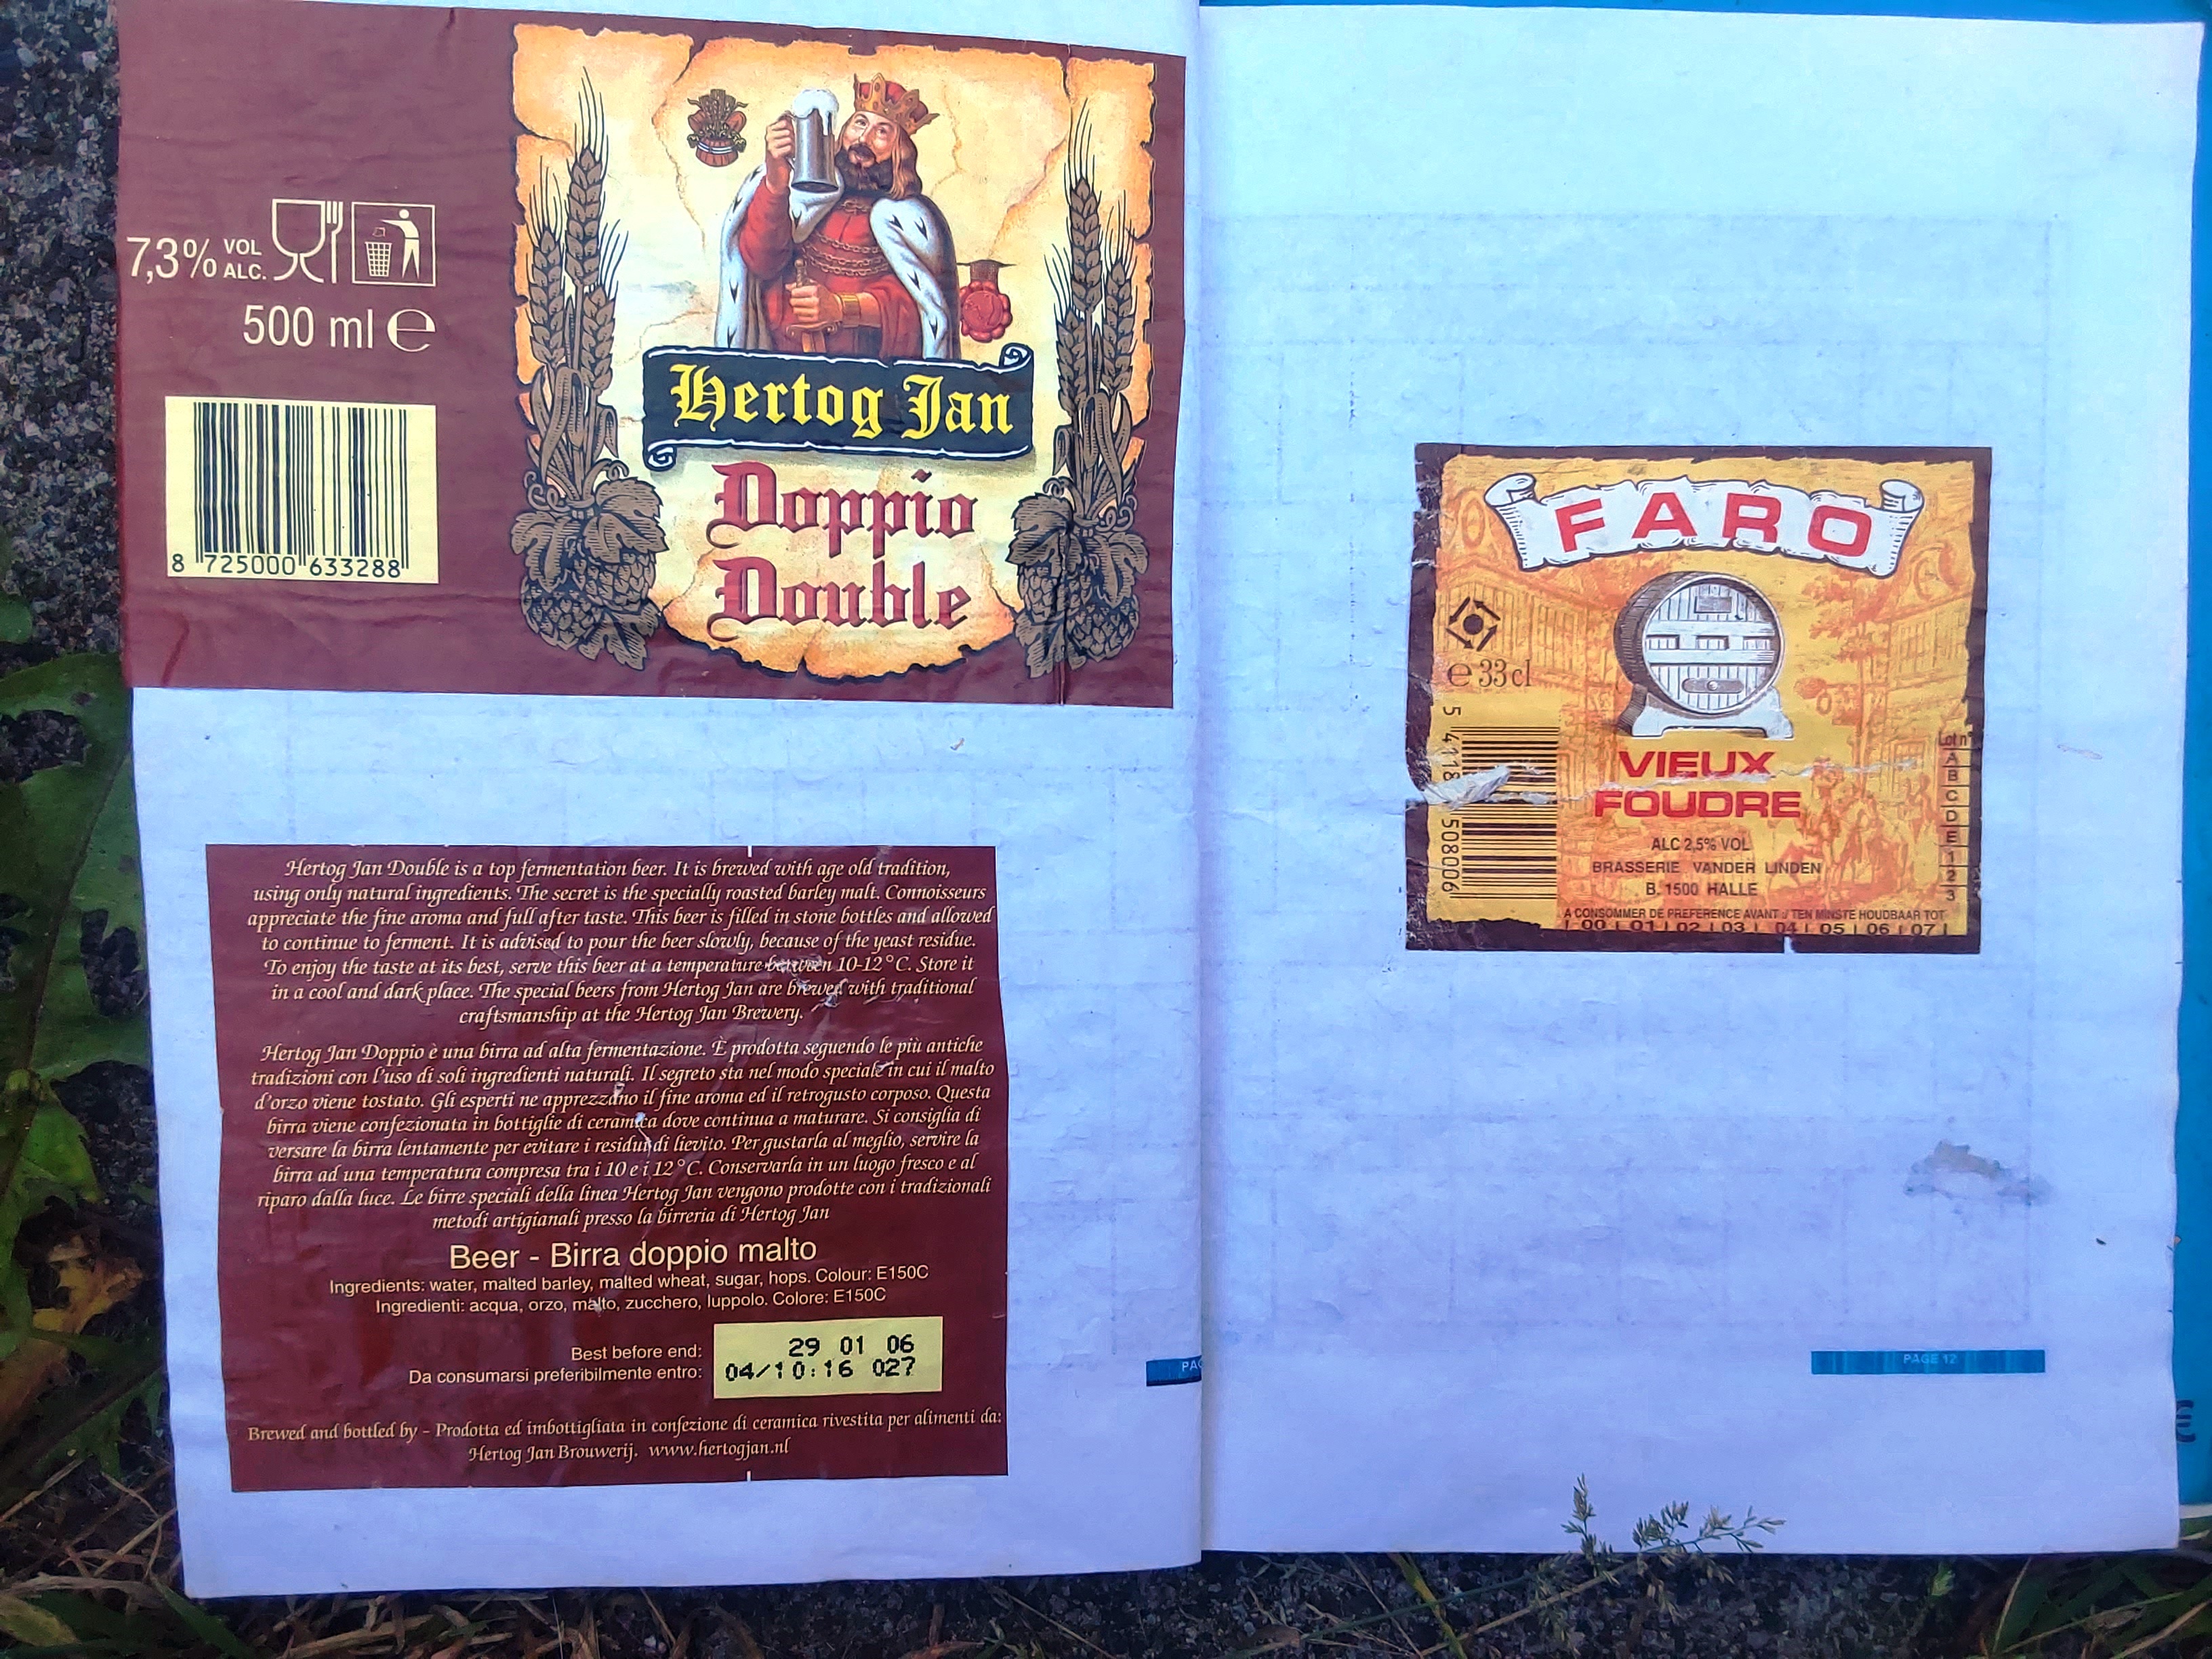 7,3% VOL ALC.
500 ml e
8 725000 633288
Hertog Jan
Doppio
Double
Hertog Jan Double is a top fermentation beer. It is brewed with age old tradition,
using only natural ingredients. The secret is the specially roasted barley malt. Connoisseurs
appreciate the fine aroma and full after taste. This beer is filled in stone bottles and allowed
to continue to ferment. It is advised to pour the beer slowly, because of the yeast residue.
To enjoy the taste at its best, serve this beer at a temperature between 10-12°C. Store it
in a cool and dark place. The special beers from Hertog Jan are brewed with traditional
craftsmanship at the Hertog Jan Brewery.
Hertog Jan Doppio è una birra ad alta fermentazione. È prodotta seguendo le più antiche
tradizioni con l'uso di soli ingredienti naturali. Il segreto sta nel modo speciale in cui il malto
d'orzo viene tostato. Gli esperti ne apprezzano il fine aroma ed il retrogusto corposo. Questa
birra viene confezionata in bottiglie di ceramica dove continua a maturare. Si consiglia di
versare la birra lentamente per evitare i residui di lievito. Per gustarla al meglio, servire la
birra ad una temperatura compresa tra i 10 e i 12°C. Conservarla in un luogo fresco e al
riparo dalla luce. Le birre speciali della linea Hertog Jan vengono prodotte con i tradizionali
metodi artigianali presso la birreria di Hertog Jan
Beer - Birra doppio malto
Ingredients: water, malted barley, malted wheat, sugar, hops. Colour: E150C
Ingredienti: acqua, orzo, malto, zucchero, luppolo. Colore: E150C
Best before end: 29 01 06
Da consumarsi preferibilmente entro: 04/10:16 027
Brewed and bottled by - Prodotta ed imbottigliata in confezione di ceramica rivestita per alimenti da:
Hertog Jan Brouwerij. www.hertogjan.nl
FARO
e 33 cl
5 4118 508006
VIEUX
FOUDRE
ALC 2,5% VOL
BRASSERIE VANDER LINDEN
B. 1500 HALLE
A CONSOMMER DE PREFERENCE AVANT / TEN MINSTE HOUDBAAR TOT
00 01 02 03 04 05 06 07
Lot n°
A
B
C
D
E
1
2
3
PAGE 12